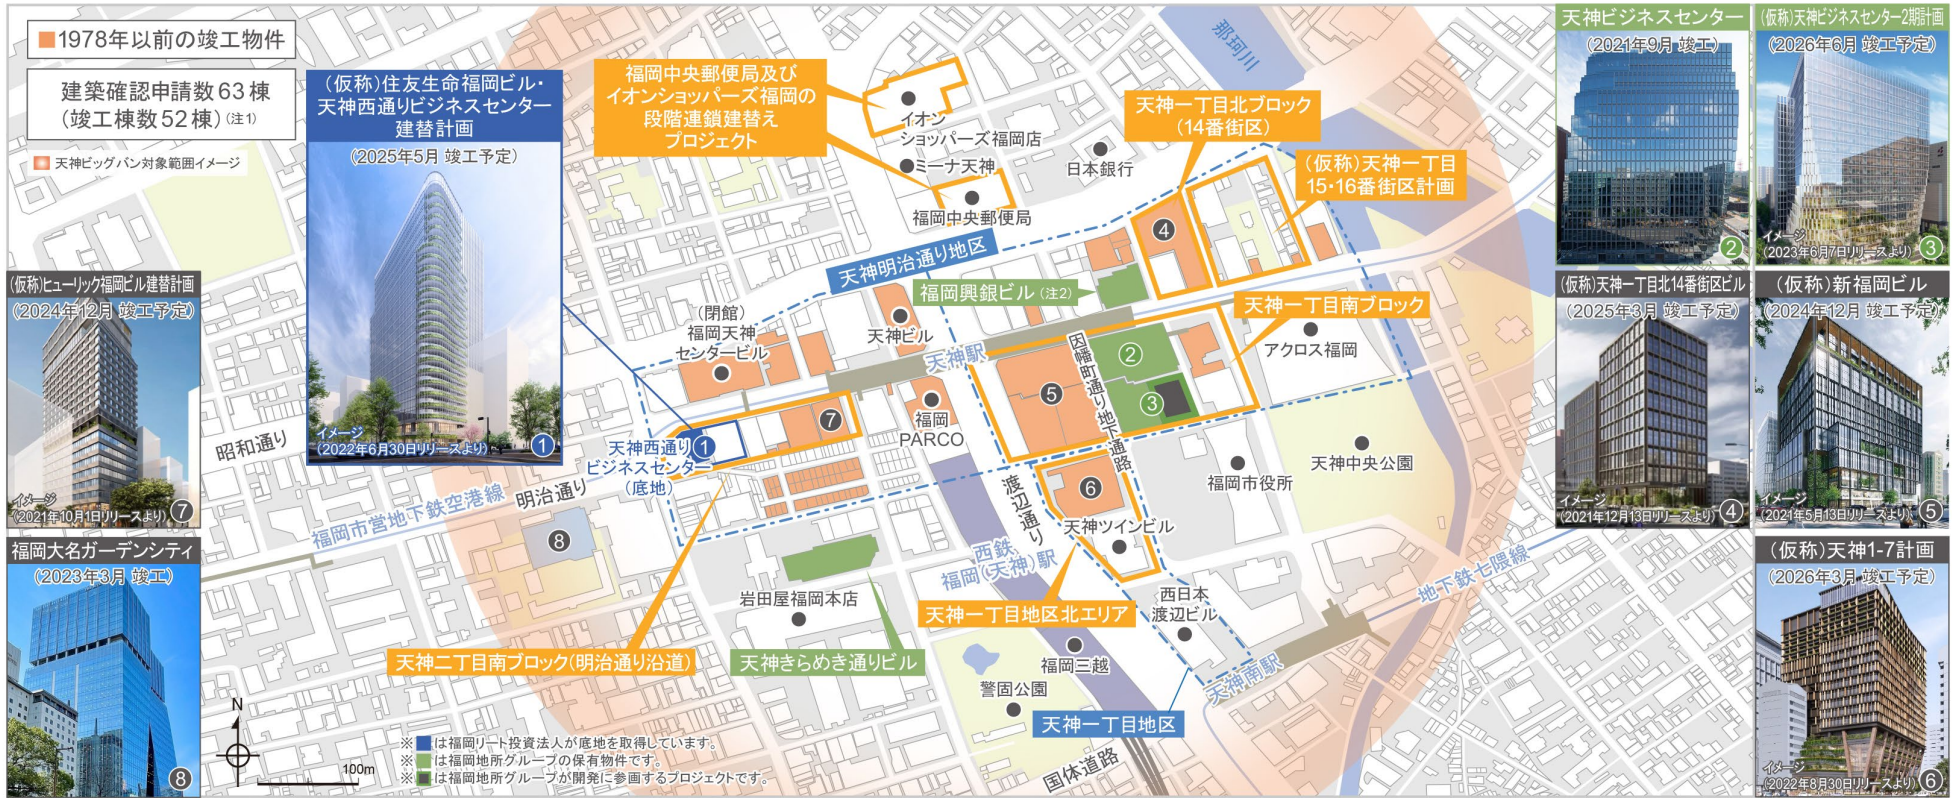 1978年以前の竣工物件
建築確認申請数63棟
(竣工棟数52棟)(注1)
天神ビッグバン対象範囲イメージ
(仮称)ヒューリック福岡ビル建替計画
(2024年12月 竣工予定)
イメージ
(2021年10月1日リリースより)
⑦
福岡大名ガーデンシティ
(2023年3月 竣工)
⑧
(仮称)住友生命福岡ビル・
天神西通りビジネスセンター
建替計画
(2025年5月 竣工予定)
イメージ
(2022年6月30日リリースより)
①
福岡中央郵便局及び
イオンショッパーズ福岡の
段階連鎖建替え
プロジェクト
イオン
ショッパーズ福岡店
ミーナ天神
福岡中央郵便局
日本銀行
那珂川
天神一丁目北ブロック
(14番街区)
(仮称)天神一丁目
15・16番街区計画
④
天神明治通り地区
福岡興銀ビル(注2)
天神一丁目南ブロック
(閉館)
福岡天神
センタービル
天神ビル
天神駅
因幡町通り地下通路
②
③
アクロス福岡
⑤
⑦
福岡
PARCO
昭和通り
天神西通り
ビジネスセンター
(底地)
①
明治通り
福岡市営地下鉄空港線
⑧
渡辺通り
⑥
天神ツインビル
福岡市役所
天神中央公園
西鉄
福岡(天神)駅
地下鉄七隈線
岩田屋福岡本店
天神一丁目地区北エリア
西日本
渡辺ビル
天神二丁目南ブロック(明治通り沿道)
天神きらめき通りビル
福岡三越
警固公園
天神南駅
天神一丁目地区
国体道路
N
100m
※■は福岡リート投資法人が底地を取得しています。
※■は福岡地所グループの保有物件です。
※■は福岡地所グループが開発に参画するプロジェクトです。
天神ビジネスセンター
(2021年9月 竣工)
②
(仮称)天神ビジネスセンター2期計画
(2026年6月 竣工予定)
イメージ
(2023年6月7日リリースより)
③
(仮称)天神一丁目北14番街区ビル
(2025年3月 竣工予定)
イメージ
(2021年12月13日リリースより)
④
(仮称)新福岡ビル
(2024年12月 竣工予定)
イメージ
(2021年5月13日リリースより)
⑤
(仮称)天神1-7計画
(2026年3月 竣工予定)
イメージ
(2022年8月30日リリースより)
⑥